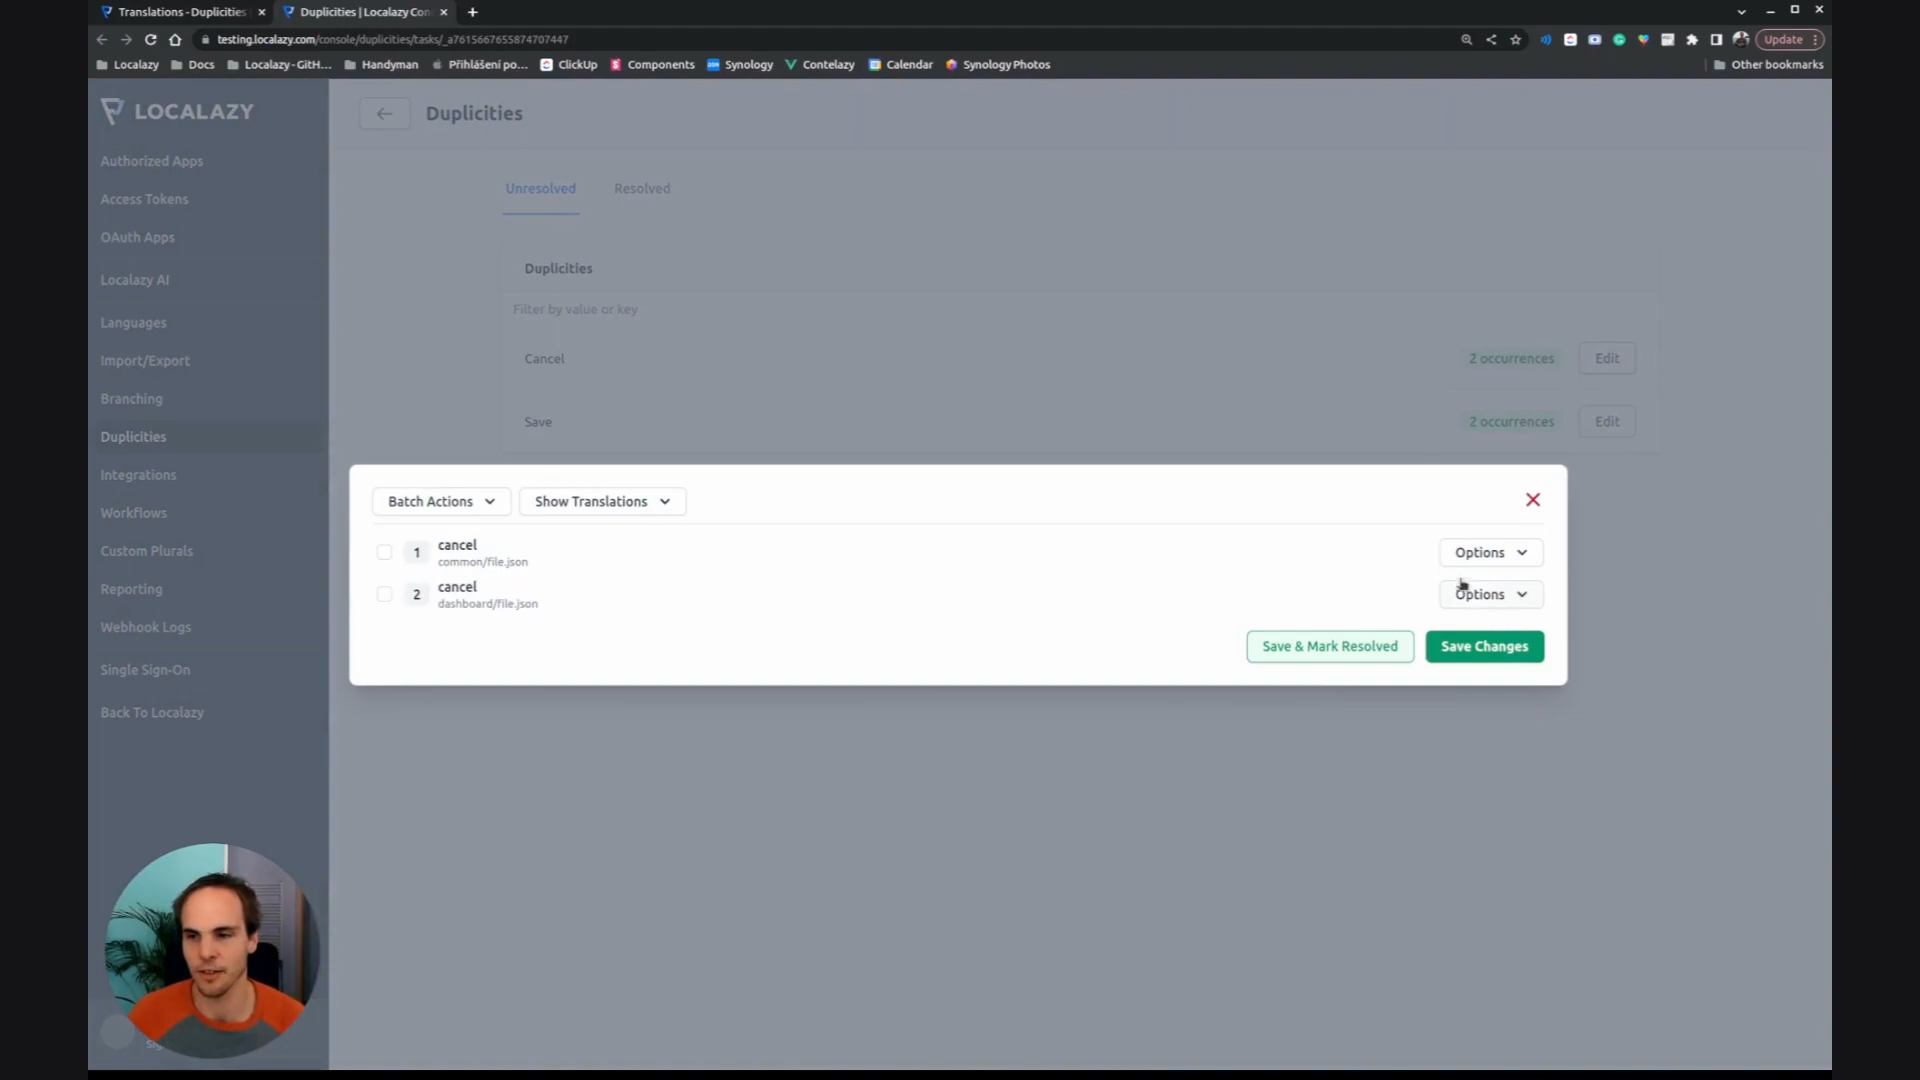 Translations - Duplicities
Duplicities | Localazy Con
testing.localazy.com/console/duplicities/tasks/_a7615667655874707447
Update
Localazy
Docs
Localazy - GitH...
Handyman
Přihlášení po...
ClickUp
Components
Synology
Contelazy
Calendar
Synology Photos
Other bookmarks
LOCALAZY
Authorized Apps
Access Tokens
OAuth Apps
Localazy AI
Languages
Import/Export
Branching
Duplicities
Integrations
Workflows
Custom Plurals
Reporting
Webhook Logs
Single Sign-On
Back To Localazy
Duplicities
Unresolved
Resolved
Duplicities
Filter by value or key
Cancel
2 occurrences
Edit
Save
2 occurrences
Edit
Batch Actions
Show Translations
1
cancel
common/file.json
Options
2
cancel
dashboard/file.json
Options
Save & Mark Resolved
Save Changes